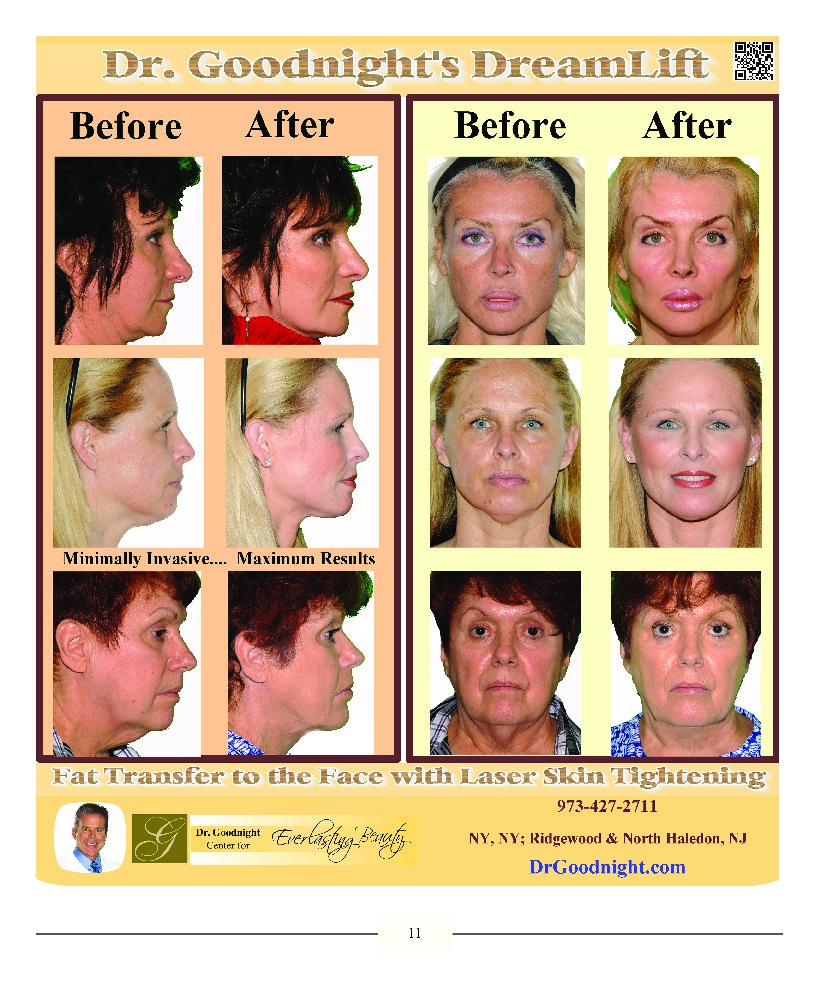 Dr. Goodnight's DreamLift
Before After
Before After
Minimally Invasive.... Maximum Results
Fat Transfer to the Face with Laser Skin Tightening
973-427-2711
G
Dr. Goodnight
Center for
Everlasting Beauty
NY, NY; Ridgewood & North Haledon, NJ
DrGoodnight.com
11